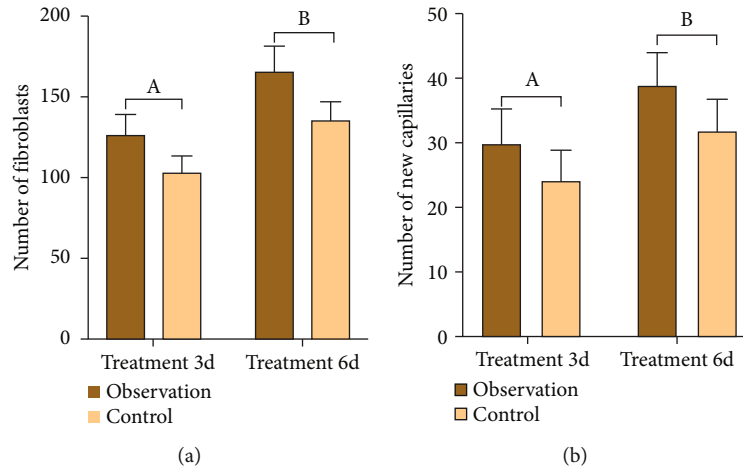 200
150
100
50
0
Number of fibroblasts
A
B
Treatment 3d
Treatment 6d
Observation
Control
(a)
50
40
30
20
10
0
Number of new capillaries
A
B
Treatment 3d
Treatment 6d
Observation
Control
(b)